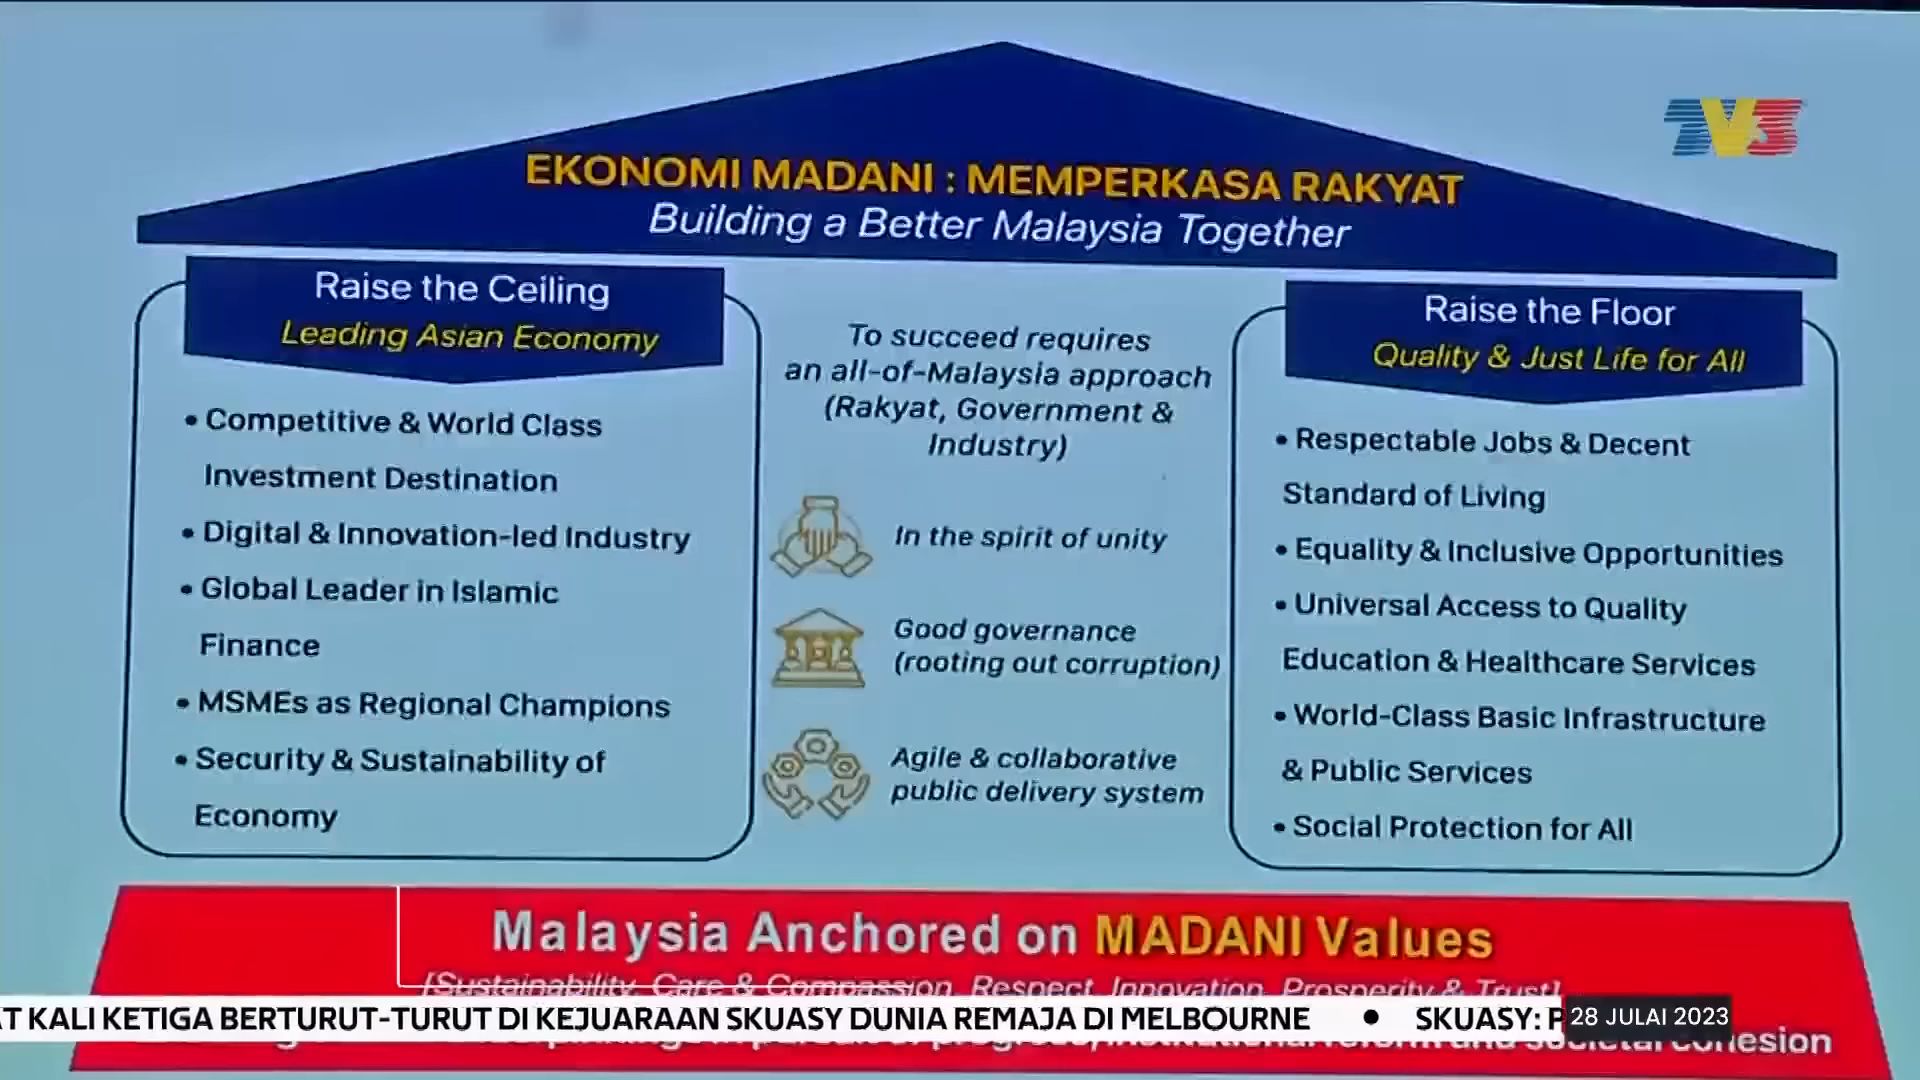 TV3
EKONOMI MADANI : MEMPERKASA RAKYAT
Building a Better Malaysia Together
Raise the Ceiling
Leading Asian Economy
• Competitive & World Class
Investment Destination
• Digital & Innovation-led Industry
• Global Leader in Islamic
Finance
• MSMEs as Regional Champions
• Security & Sustainability of
Economy
To succeed requires
an all-of-Malaysia approach
(Rakyat, Government &
Industry)
In the spirit of unity
Good governance
(rooting out corruption)
Agile & collaborative
public delivery system
Raise the Floor
Quality & Just Life for All
• Respectable Jobs & Decent
Standard of Living
• Equality & Inclusive Opportunities
• Universal Access to Quality
Education & Healthcare Services
• World-Class Basic Infrastructure
& Public Services
• Social Protection for All
Malaysia Anchored on MADANI Values
[Sustainability, Care & Compassion, Respect, Innovation, Prosperity & Trust]
KALI KETIGA BERTURUT-TURUT DI KEJUARAAN SKUASY DUNIA REMAJA DI MELBOURNE • SKUASY:
28 JULAI 2023
institutional reform and societal cohesion